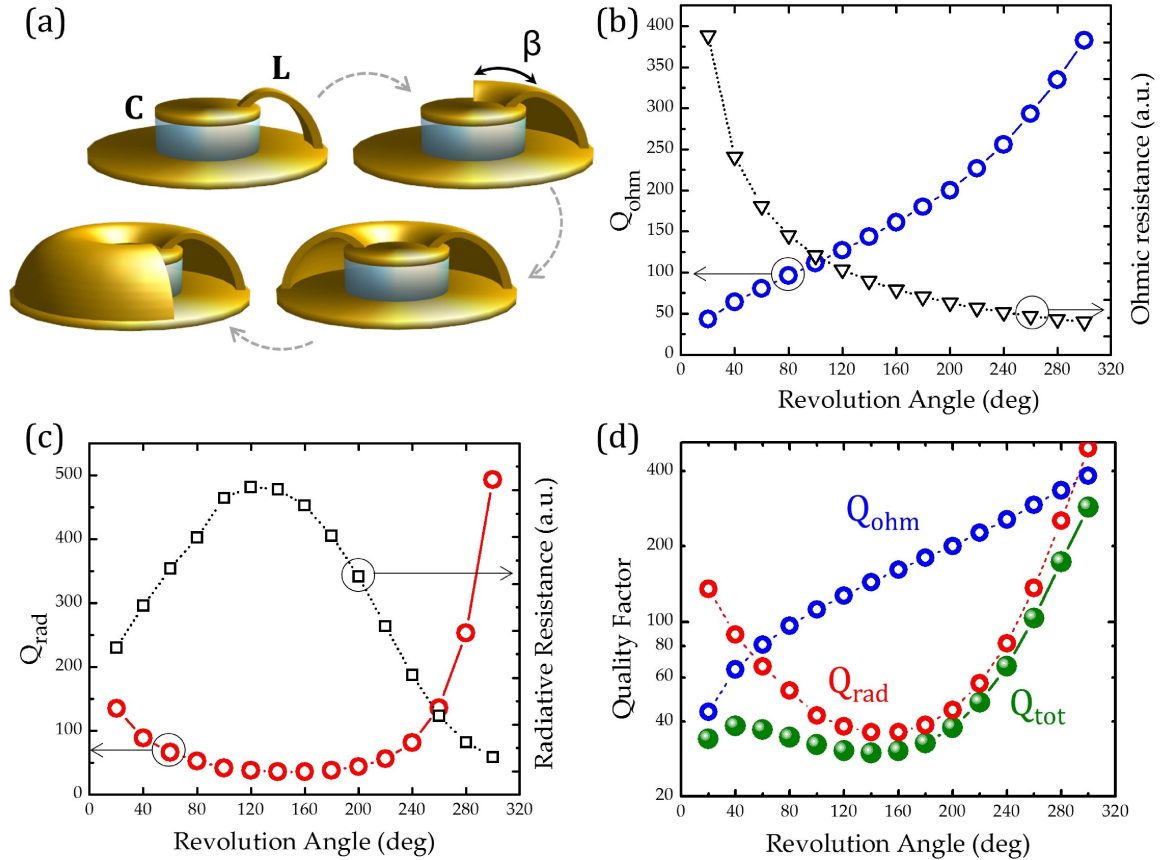 (a)
L
β
C
(b)
400
350
300
250
200
150
100
50
0
Q_ohm
Ohmic resistance (a.u.)
0 40 80 120 160 200 240 280 320
Revolution Angle (deg)
(c)
500
400
300
200
100
0
Q_rad
Radiative Resistance (a.u.)
0 40 80 120 160 200 240 280 320
Revolution Angle (deg)
(d)
400
200
100
80
60
40
20
Quality Factor
Q_ohm
Q_rad
Q_tot
0 40 80 120 160 200 240 280 320
Revolution Angle (deg)